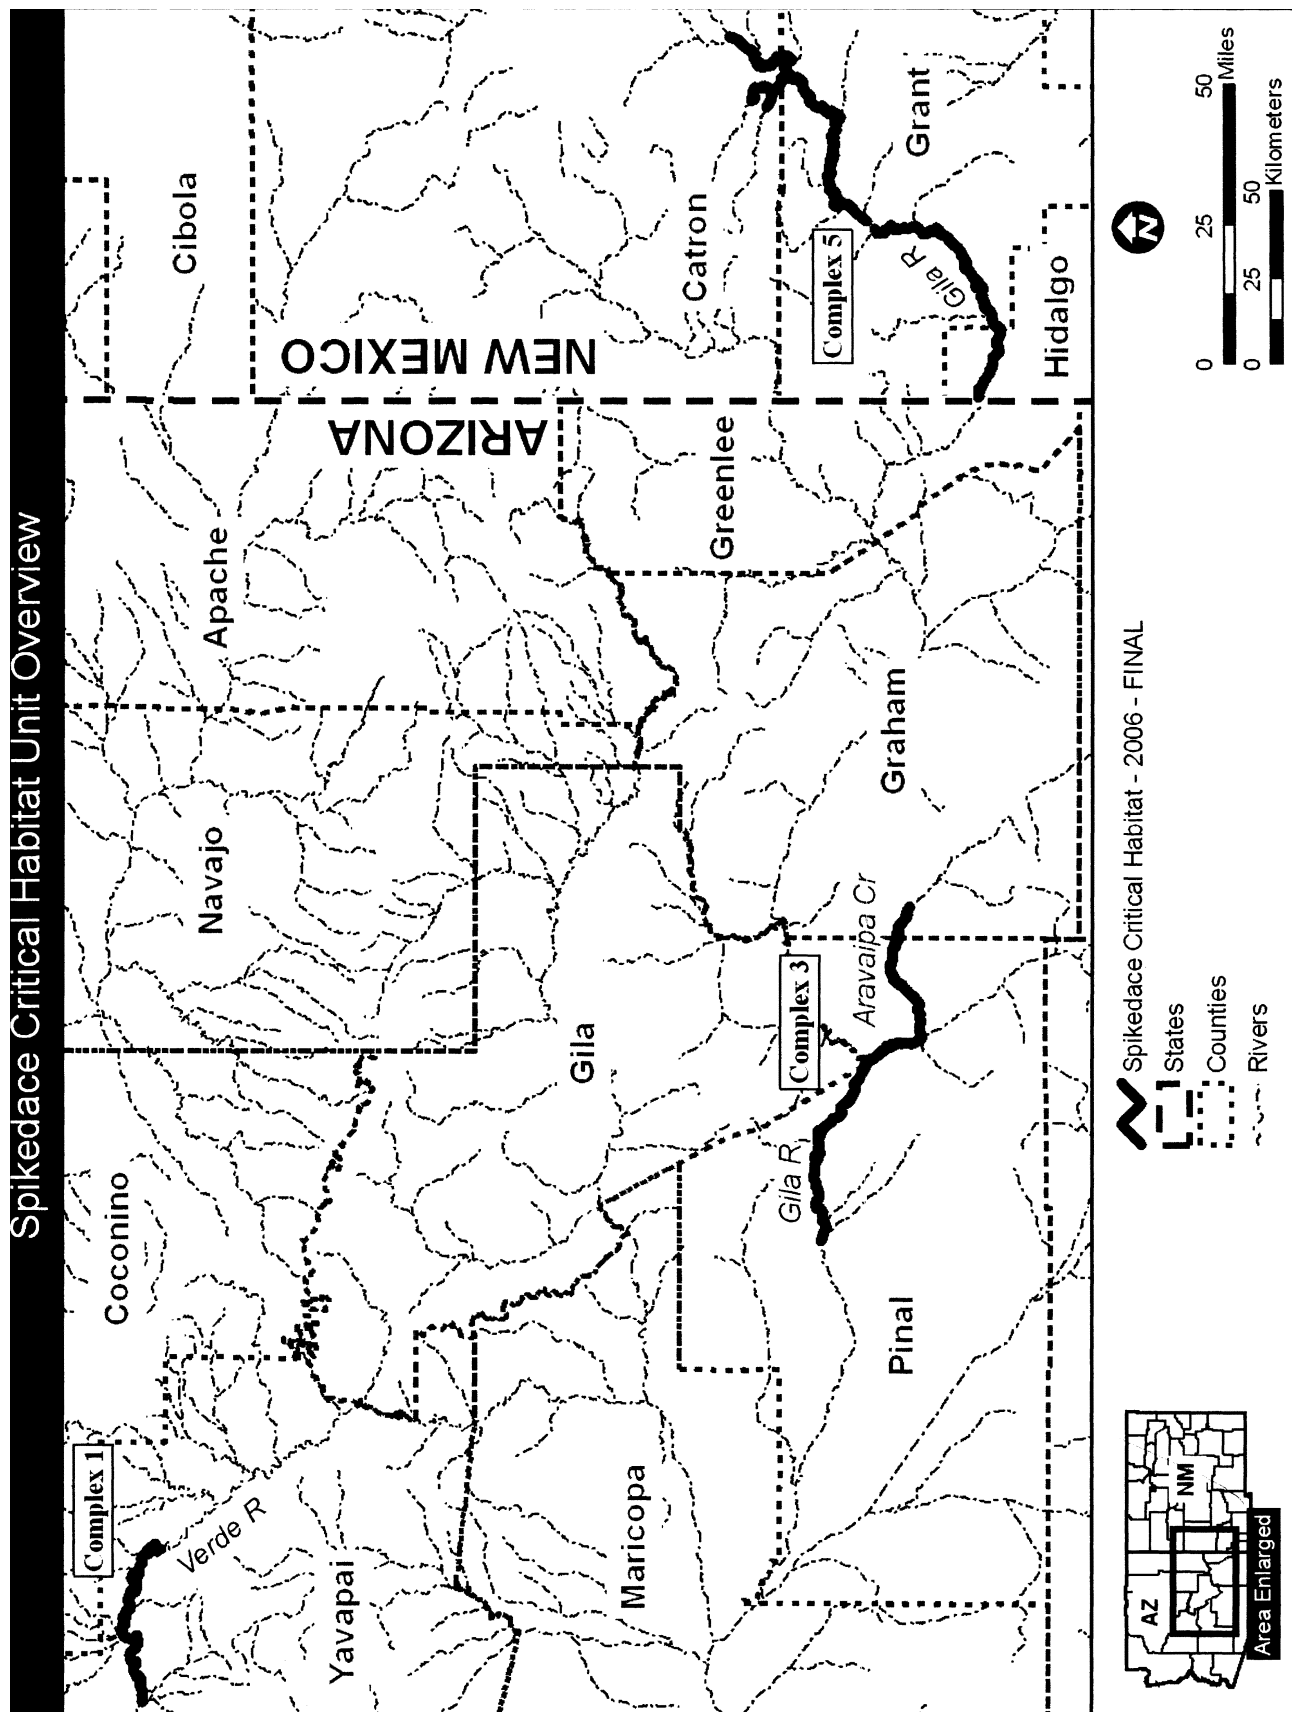 Spikedace Critical Habitat Unit Overview
Complex 1
Coconino
Navajo
Apache
Cibola
Verde R
Yavapai
ARIZONA
NEW MEXICO
Gila
Maricopa
Greenlee
Catron
Complex 3
Complex 5
Gila R
Aravaipa Cr
Gila R
Pinal
Graham
Grant
Hidalgo
Area Enlarged
AZ
NM
Spikedace Critical Habitat - 2006 - FINAL
States
Counties
Rivers
N
0 25 50
Miles
0 25 50
Kilometers